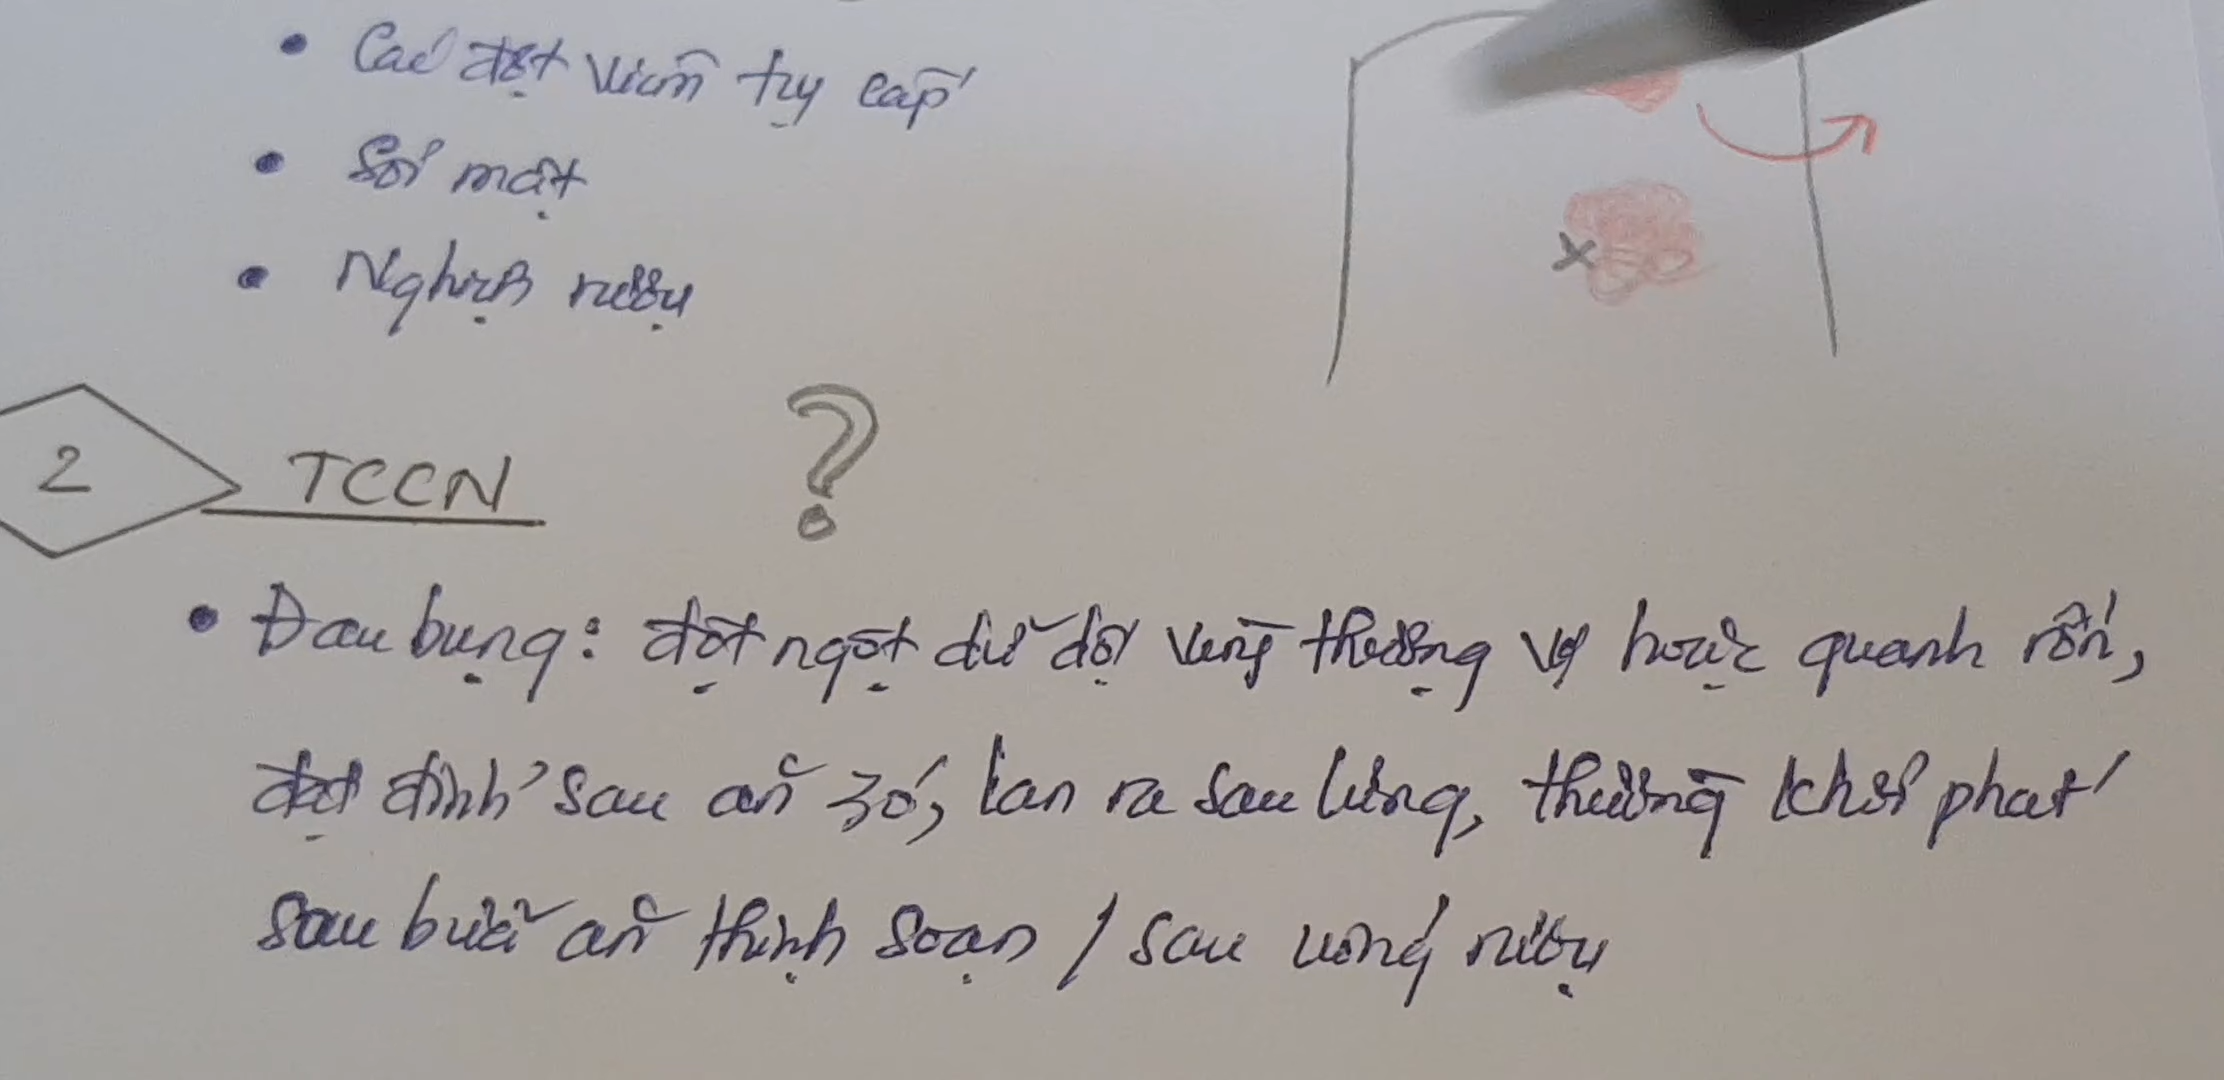 • Các đợt viêm tụy cấp
• Sỏi mật
• Nghiện rượu
x
2 TCCN ?
• Đau bụng: đột ngột dữ dội vùng thượng vị hoặc quanh rốn,
đạt đỉnh sau ăn 30', lan ra sau lưng, thường khởi phát
sau bữa ăn thịnh soạn / sau uống rượu